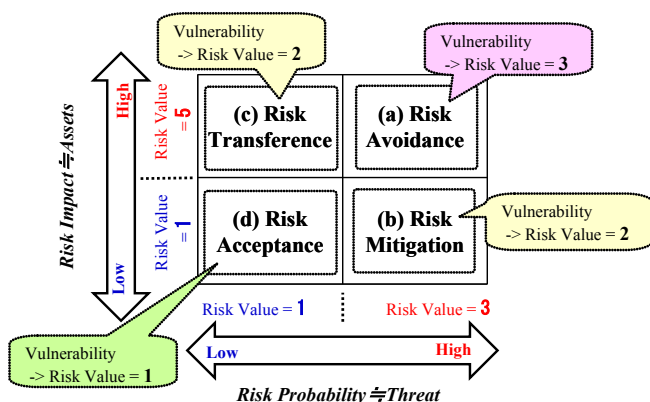 Vulnerability
-> Risk Value = 2
Vulnerability
-> Risk Value = 3
Risk Impact≒Assets
High
Low
Risk Value
= 5
Risk Value
= 1
(c) Risk
Transference
(a) Risk
Avoidance
(d) Risk
Acceptance
(b) Risk
Mitigation
Vulnerability
-> Risk Value = 2
Vulnerability
-> Risk Value = 1
Risk Value = 1
Risk Value = 3
Low
High
Risk Probability≒Threat